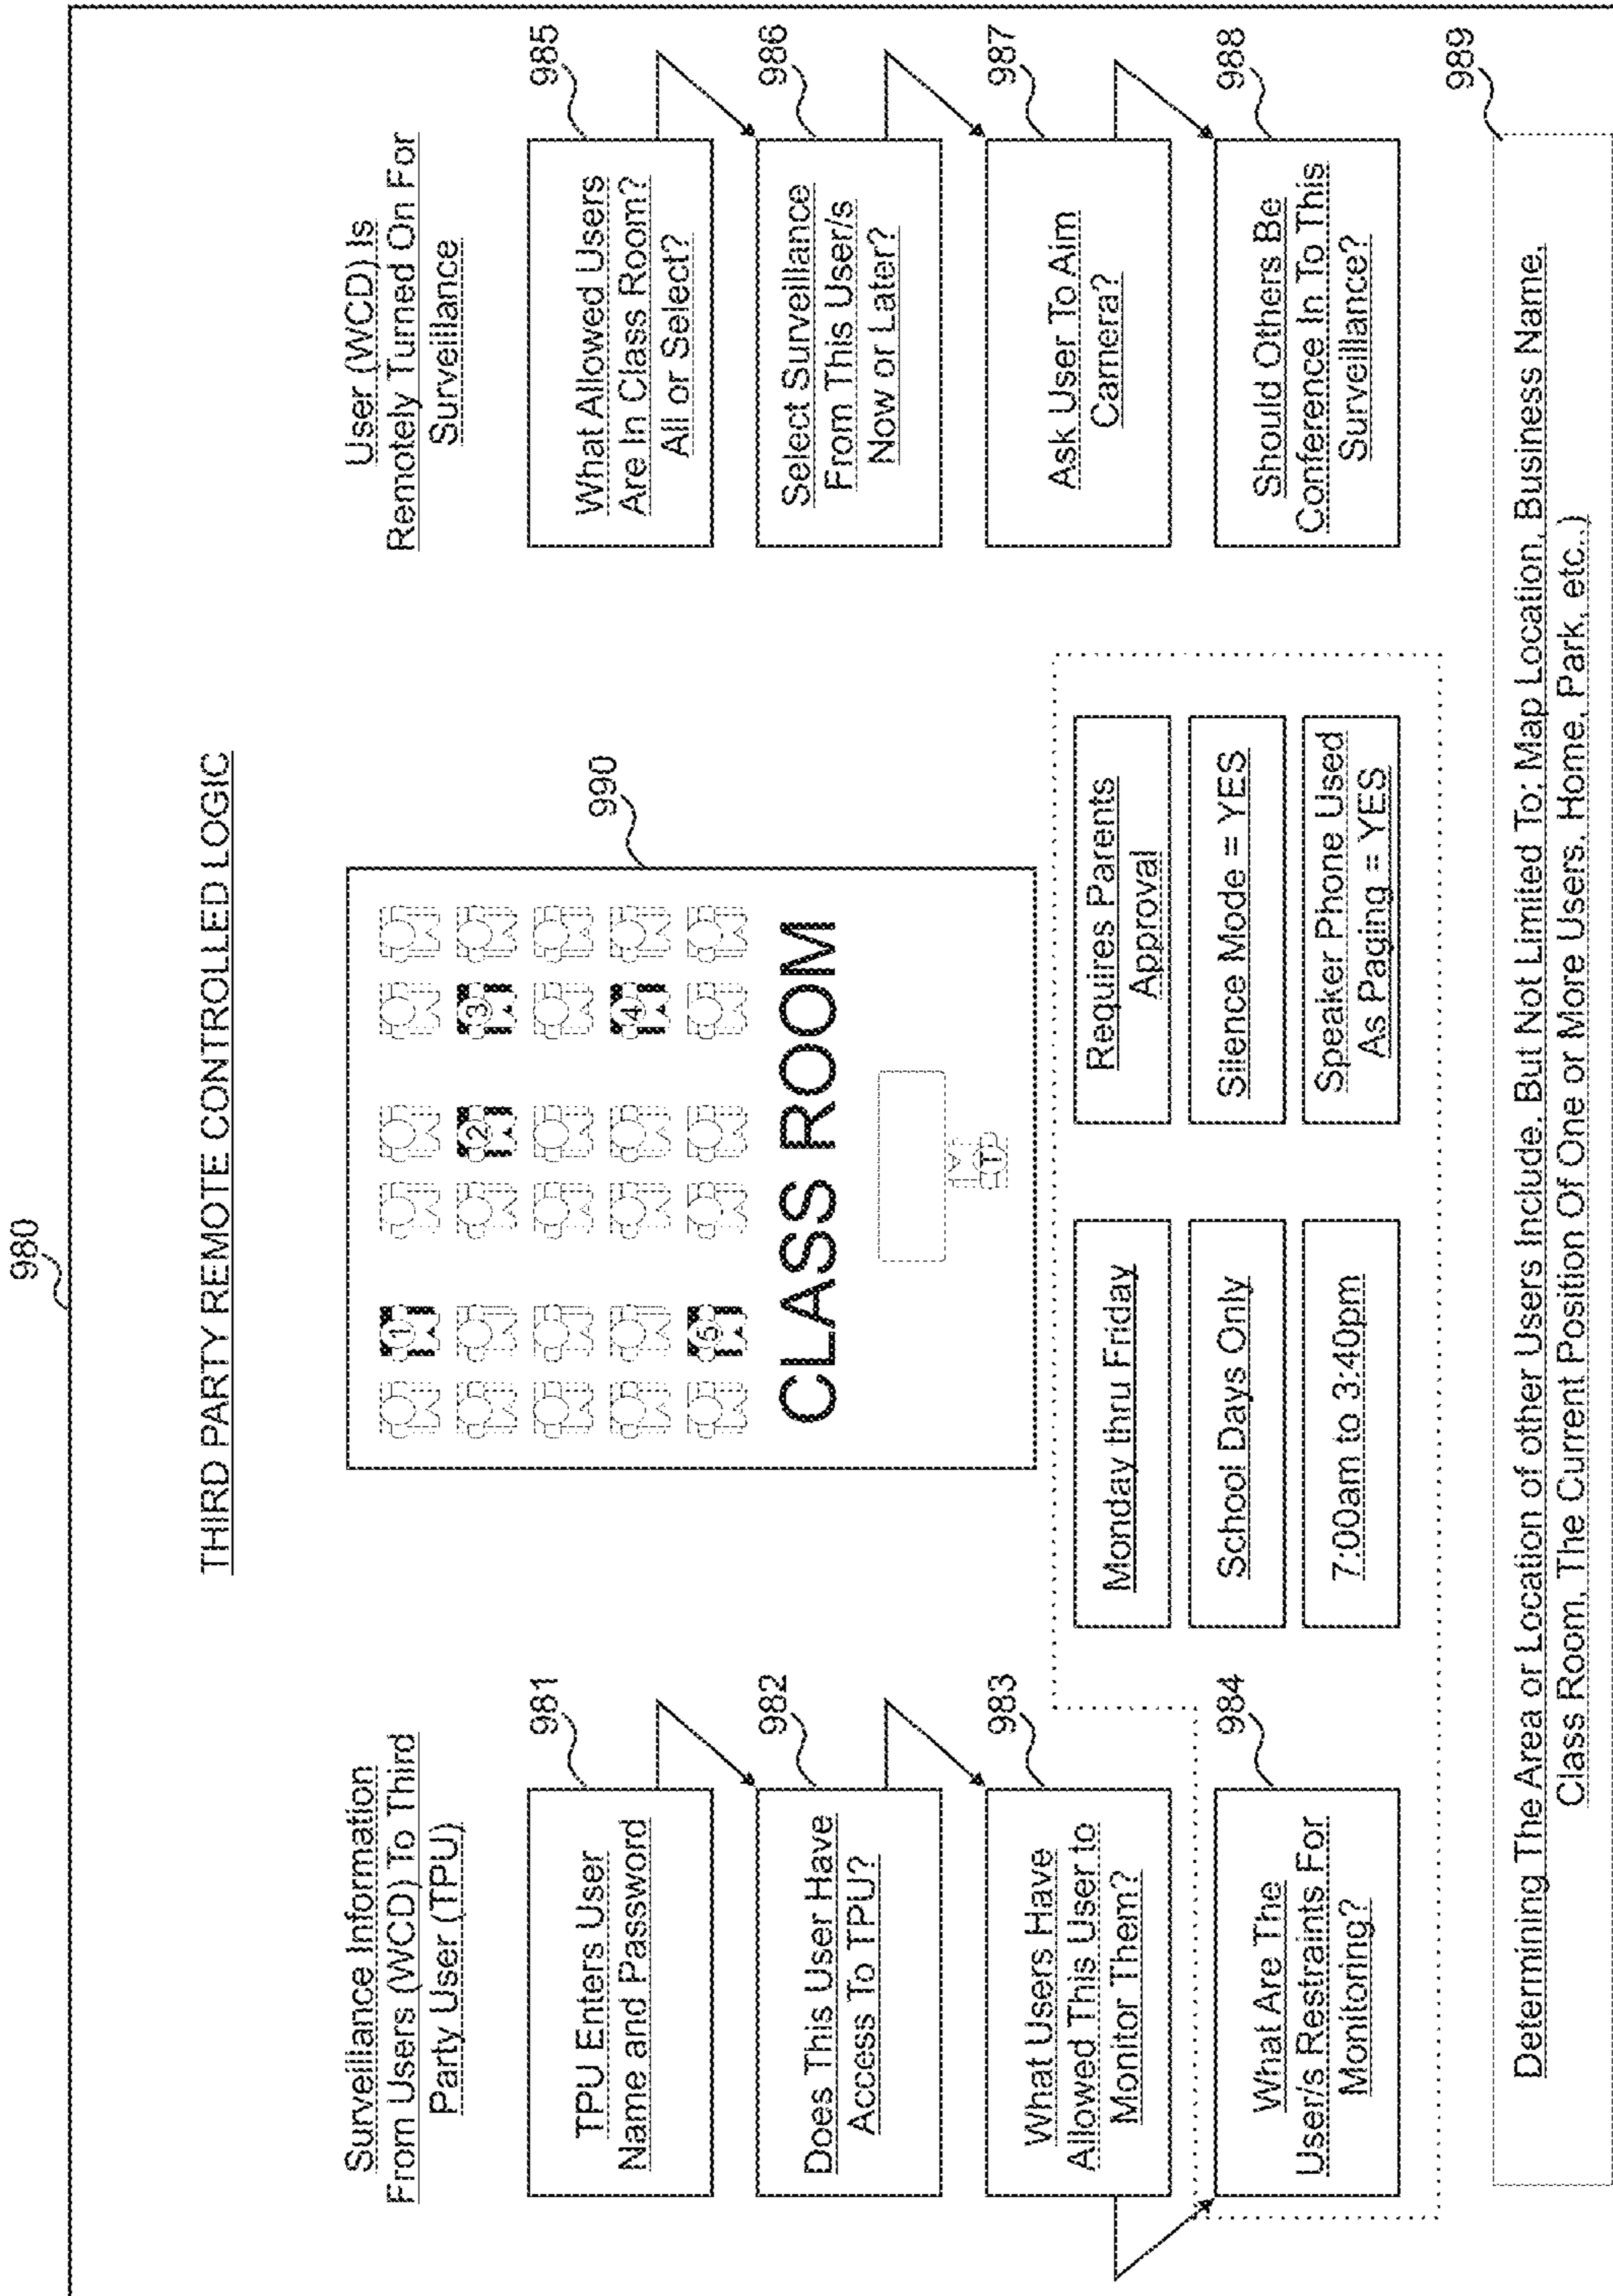 980
THIRD PARTY REMOTE CONTROLLED LOGIC
Surveillance Information
From Users (WCD) To Third
Party User (TPU)
981
TPU Enters User
Name and Password
982
Does This User Have
Access To TPU?
983
What Users Have
Allowed This User to
Monitor Them?
984
What Are The
User/s Restraints For
Monitoring?
990
1
2
3
4
5
CLASS ROOM
T
Monday thru Friday
School Days Only
7:00am to 3:40pm
Requires Parents
Approval
Silence Mode = YES
Speaker Phone Used
As Paging = YES
User (WCD) Is
Remotely Turned On For
Surveillance
985
What Allowed Users
Are In Class Room?
All or Select?
986
Select Surveillance
From This User/s
Now or Later?
987
Ask User To Aim
Camera?
988
Should Others Be
Conference In To This
Surveillance?
989
Determining The Area or Location of other Users Include, But Not Limited To; Map Location, Business Name,
Class Room, The Current Position Of One or More Users, Home, Park, etc..)